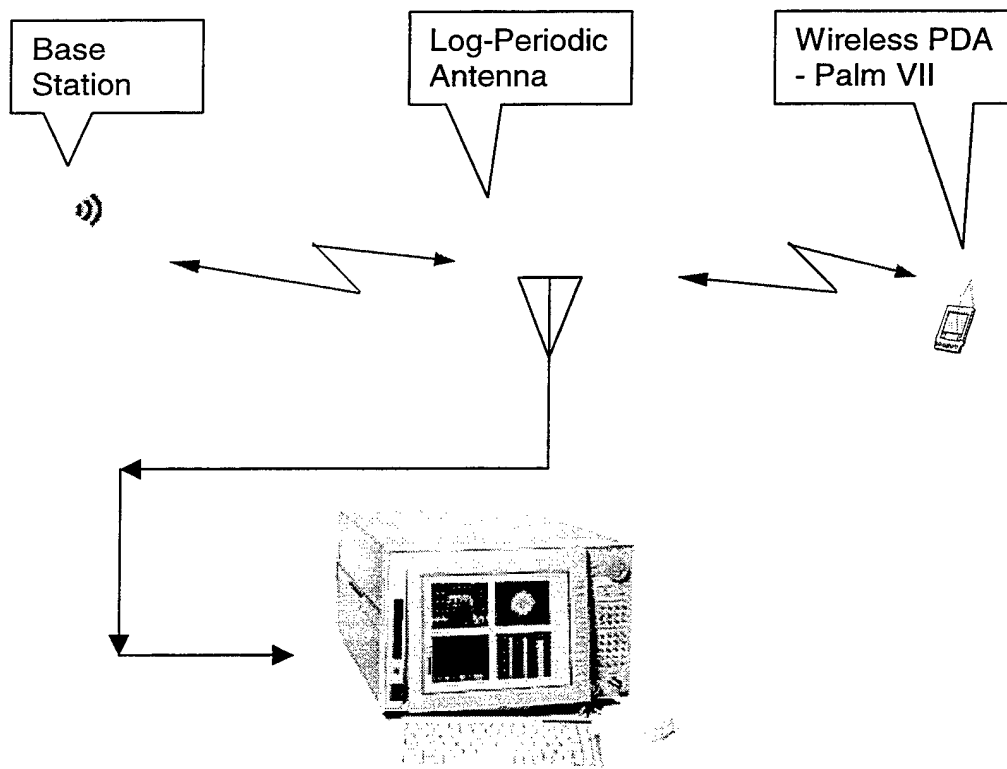 Base
Station
Log-Periodic
Antenna
Wireless PDA
- Palm VII